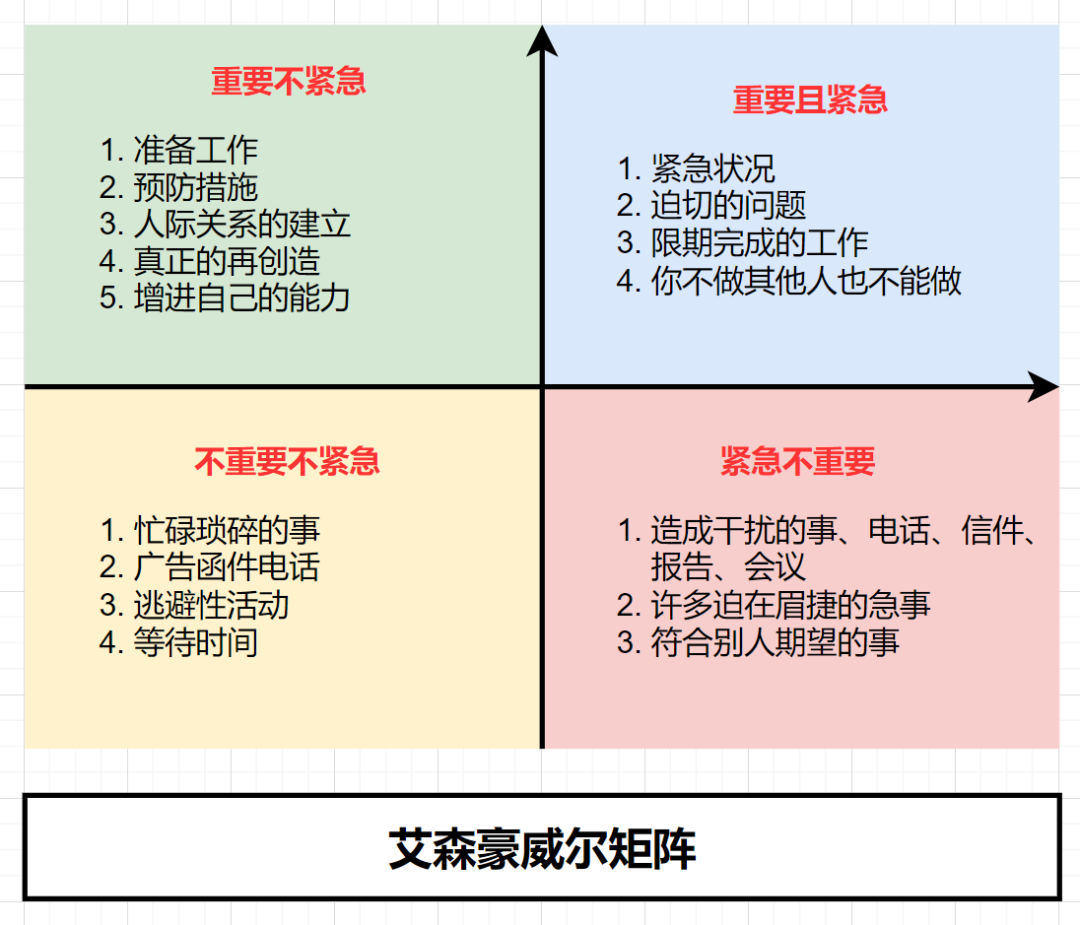 重要不紧急
1. 准备工作
2. 预防措施
3. 人际关系的建立
4. 真正的再创造
5. 增进自己的能力
重要且紧急
1. 紧急状况
2. 迫切的问题
3. 限期完成的工作
4. 你不做其他人也不能做
不重要不紧急
1. 忙碌琐碎的事
2. 广告函件电话
3. 逃避性活动
4. 等待时间
紧急不重要
1. 造成干扰的事、电话、信件、
报告、会议
2. 许多迫在眉捷的急事
3. 符合别人期望的事
艾森豪威尔矩阵